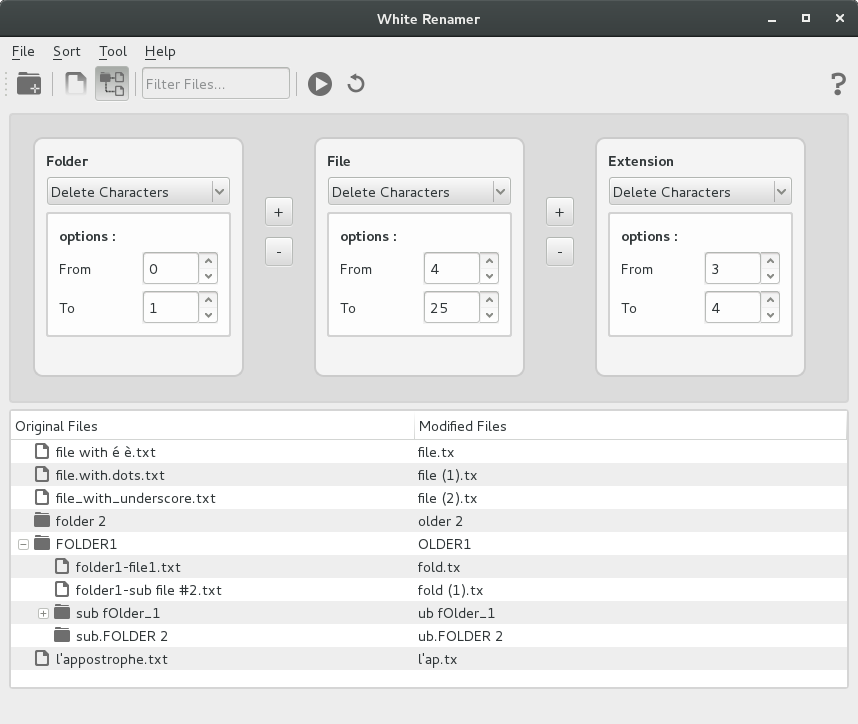 White Renamer
File Sort Tool Help
Filter Files... ?
Folder File Extension
Delete Characters Delete Characters Delete Characters
+ +
options : options : options :
- -
From 0 From 4 From 3
To 1 To 25 To 4
Original Files Modified Files
file with é è.txt file.tx
file.with.dots.txt file (1).tx
file_with_underscore.txt file (2).tx
folder 2 older 2
FOLDER1 OLDER1
folder1-file1.txt fold.tx
folder1-sub file #2.txt fold (1).tx
sub fOlder_1 ub fOlder_1
sub.FOLDER 2 ub.FOLDER 2
l'appostrophe.txt l'ap.tx